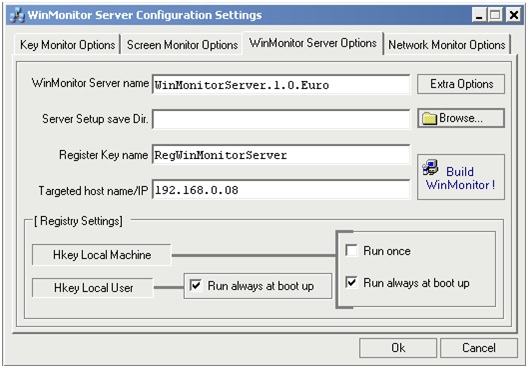 WinMonitor Server Configuration Settings
Key Monitor Options Screen Monitor Options WinMonitor Server Options Network Monitor Options
WinMonitor Server name WinMonitorServer.1.0.Euro Extra Options
Server Setup save Dir. Browse...
Register Key name RegWinMonitorServer
Build
WinMonitor !
Targeted host name/IP 192.168.0.08
[ Registry Settings]
Hkey Local Machine Run once
Hkey Local User Run always at boot up Run always at boot up
Ok Cancel